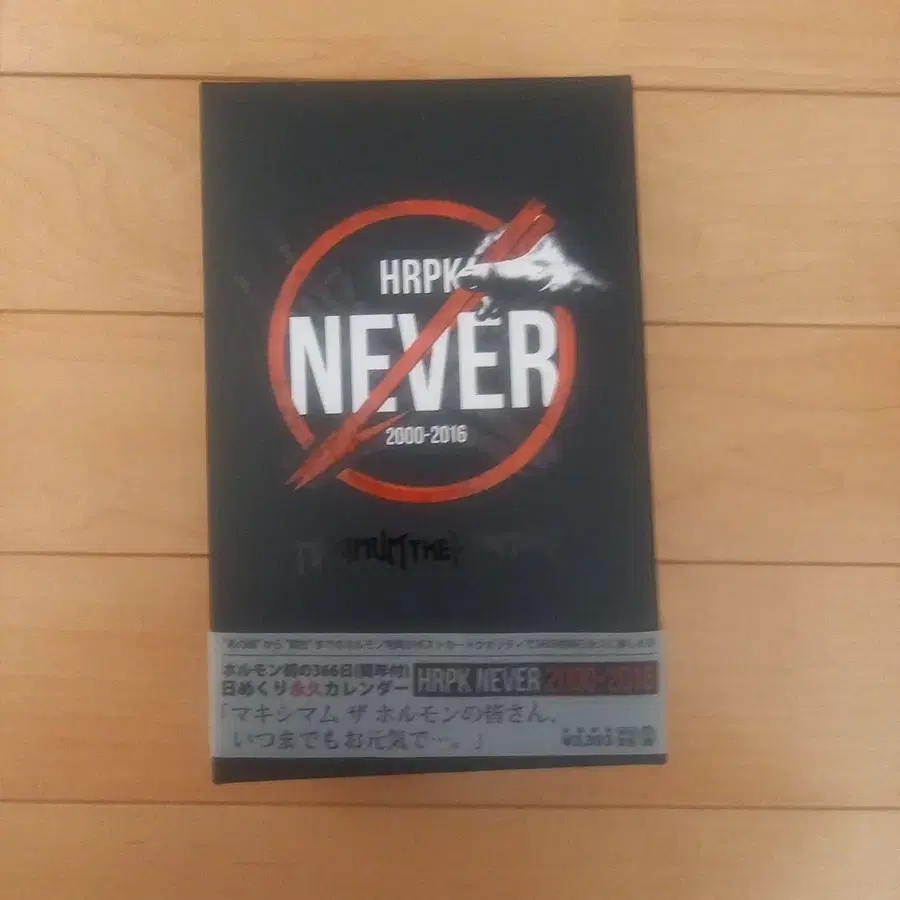 HRPK
NEVER
2000-2016
MUM THE
ホルモン初の366日(閏年付)
日めくり永久カレンダー
HRPK NEVER 2000-2016
「マキシマム ザ ホルモンの皆さん、
いつまでもお元気で…。」